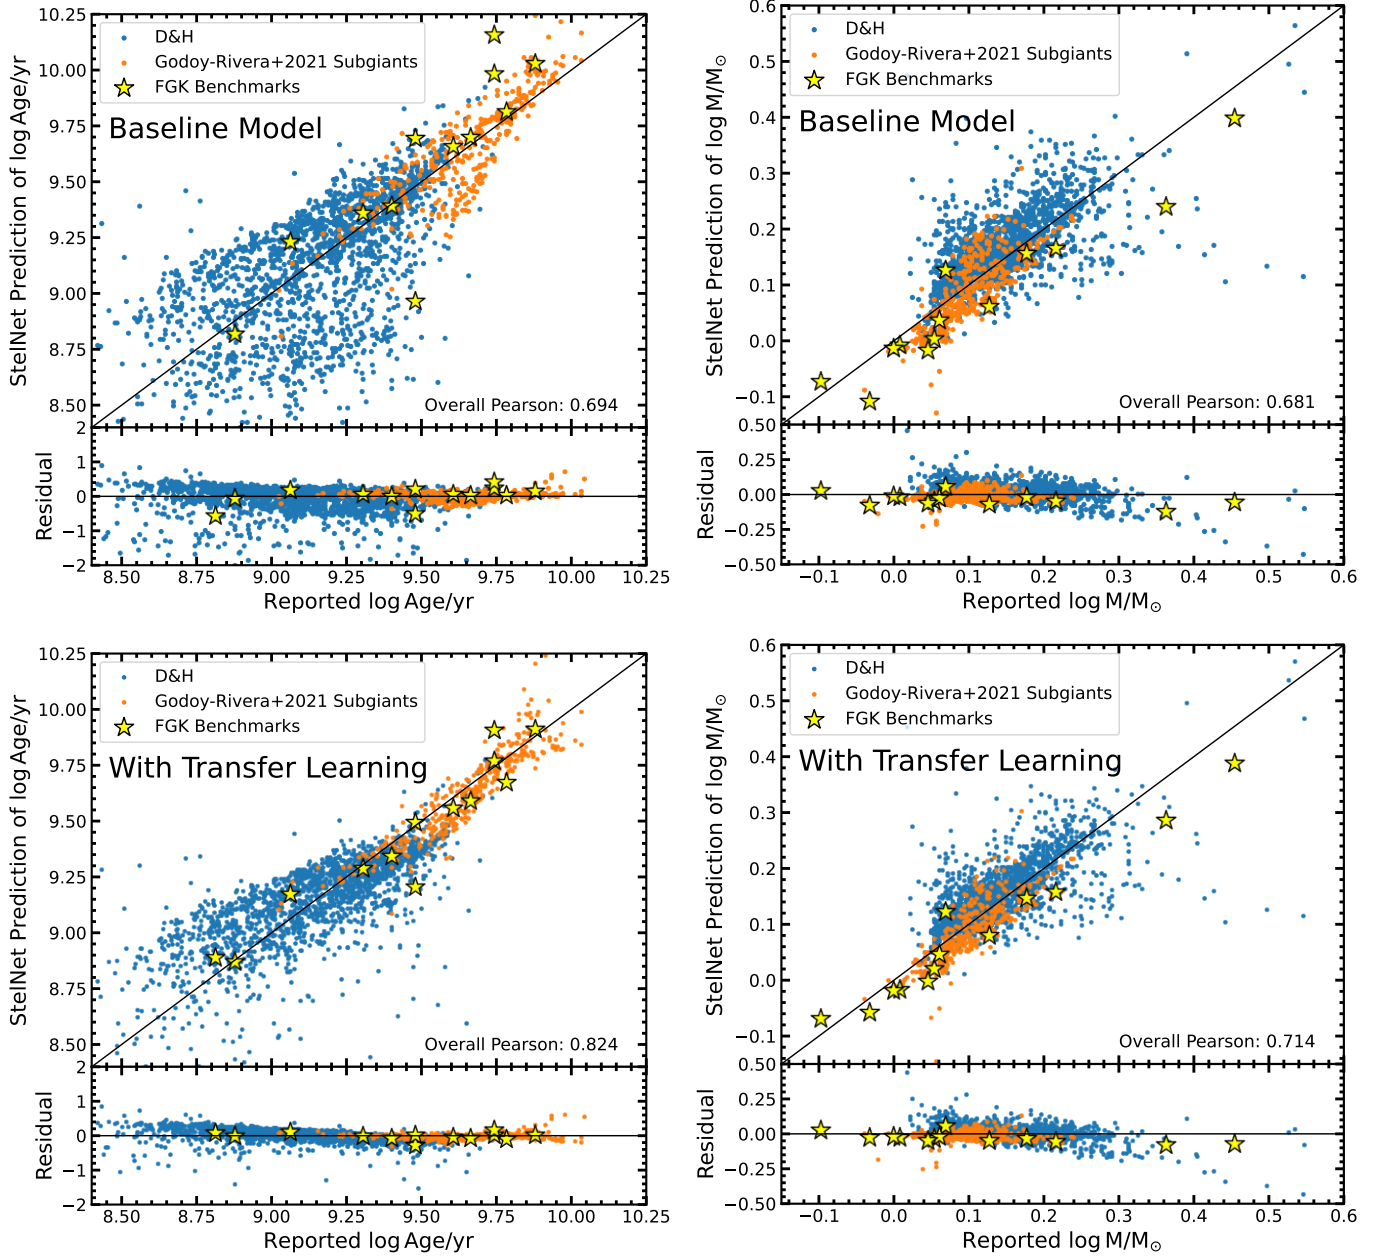 D&H
Godoy-Rivera+2021 Subgiants
FGK Benchmarks
Baseline Model
Overall Pearson: 0.694
StelNet Prediction of log Age/yr
10.25
10.00
9.75
9.50
9.25
9.00
8.75
8.50
Residual
2
1
0
−1
−2
8.50 8.75 9.00 9.25 9.50 9.75 10.00 10.25
Reported log Age/yr
D&H
Godoy-Rivera+2021 Subgiants
FGK Benchmarks
Baseline Model
Overall Pearson: 0.681
StelNet Prediction of log M/M☉
0.6
0.5
0.4
0.3
0.2
0.1
0.0
−0.1
Residual
0.50
0.25
0.00
−0.25
−0.50
−0.1 0.0 0.1 0.2 0.3 0.4 0.5 0.6
Reported log M/M☉
D&H
Godoy-Rivera+2021 Subgiants
FGK Benchmarks
With Transfer Learning
Overall Pearson: 0.824
StelNet Prediction of log Age/yr
10.25
10.00
9.75
9.50
9.25
9.00
8.75
8.50
Residual
2
1
0
−1
−2
8.50 8.75 9.00 9.25 9.50 9.75 10.00 10.25
Reported log Age/yr
D&H
Godoy-Rivera+2021 Subgiants
FGK Benchmarks
With Transfer Learning
Overall Pearson: 0.714
StelNet Prediction of log M/M☉
0.6
0.5
0.4
0.3
0.2
0.1
0.0
−0.1
Residual
0.50
0.25
0.00
−0.25
−0.50
−0.1 0.0 0.1 0.2 0.3 0.4 0.5 0.6
Reported log M/M☉